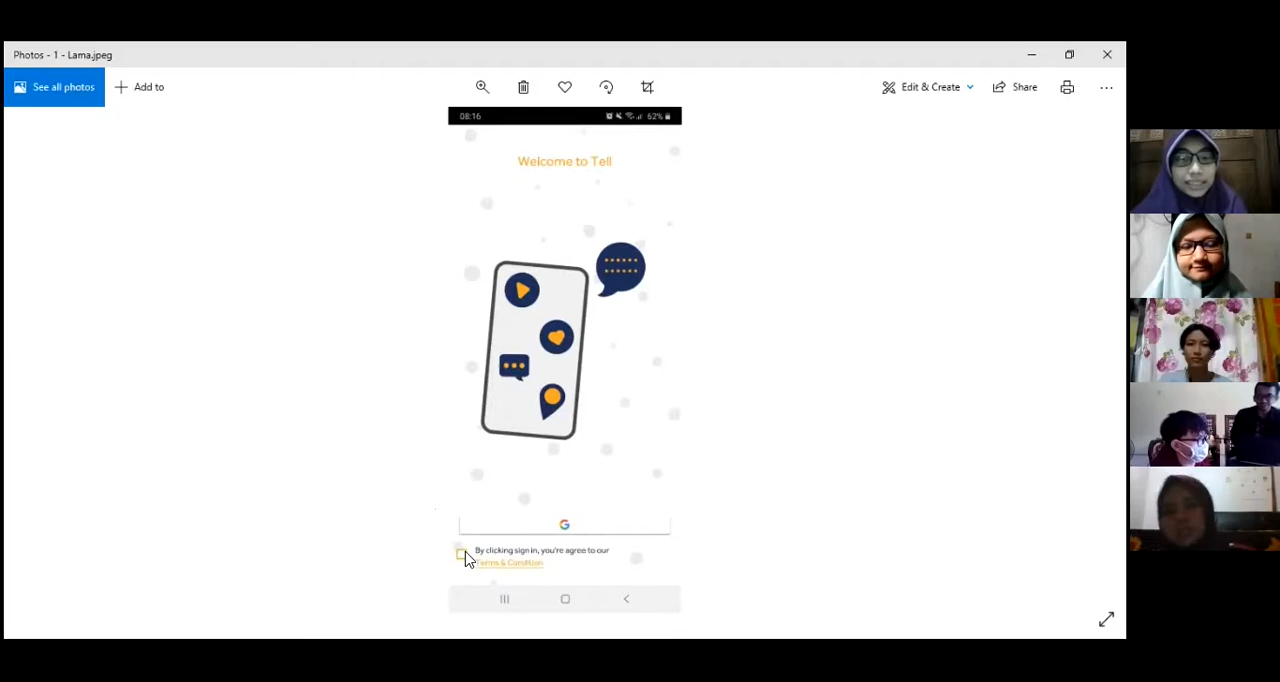 Photos - 1 - Lama.jpeg
See all photos
Add to
Edit & Create
Share
08:16
62%
Welcome to Tell
G
By clicking sign in, you're agree to our
Terms & Condition